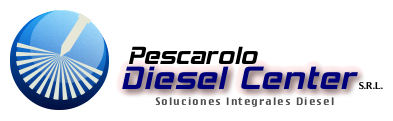 Pescarolo
Diesel Center S.R.L.
Soluciones Integrales Diesel